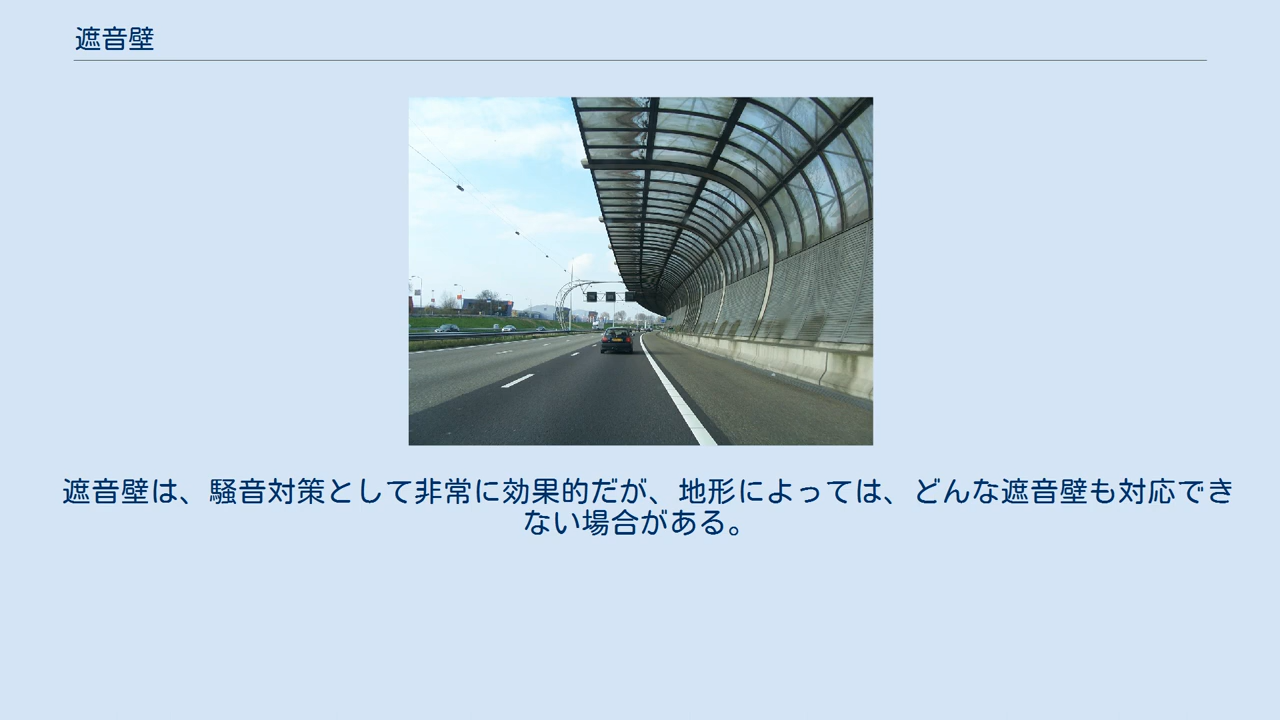 遮音壁
遮音壁は、騒音対策として非常に効果的だが、地形によっては、どんな遮音壁も対応でき
ない場合がある。